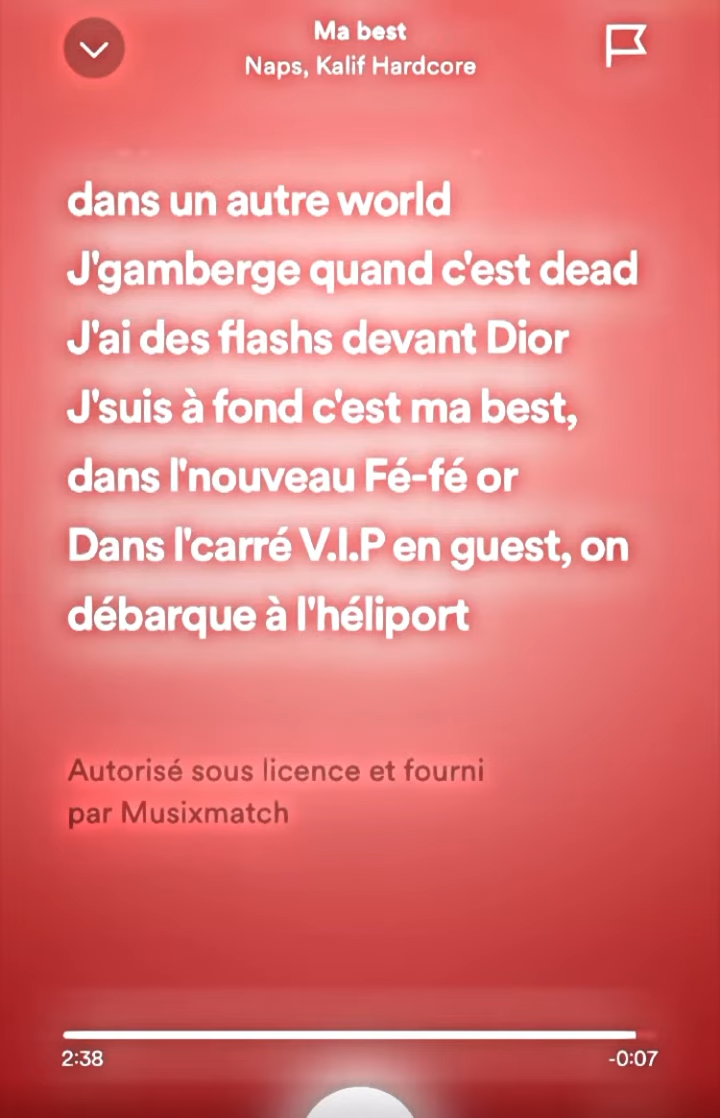 Ma best
Naps, Kalif Hardcore
dans un autre world
J'gamberge quand c'est dead
J'ai des flashs devant Dior
J'suis à fond c'est ma best,
dans l'nouveau Fé-fé or
Dans l'carré V.I.P en guest, on
débarque à l'héliport
Autorisé sous licence et fourni
par Musixmatch
2:38
-0:07